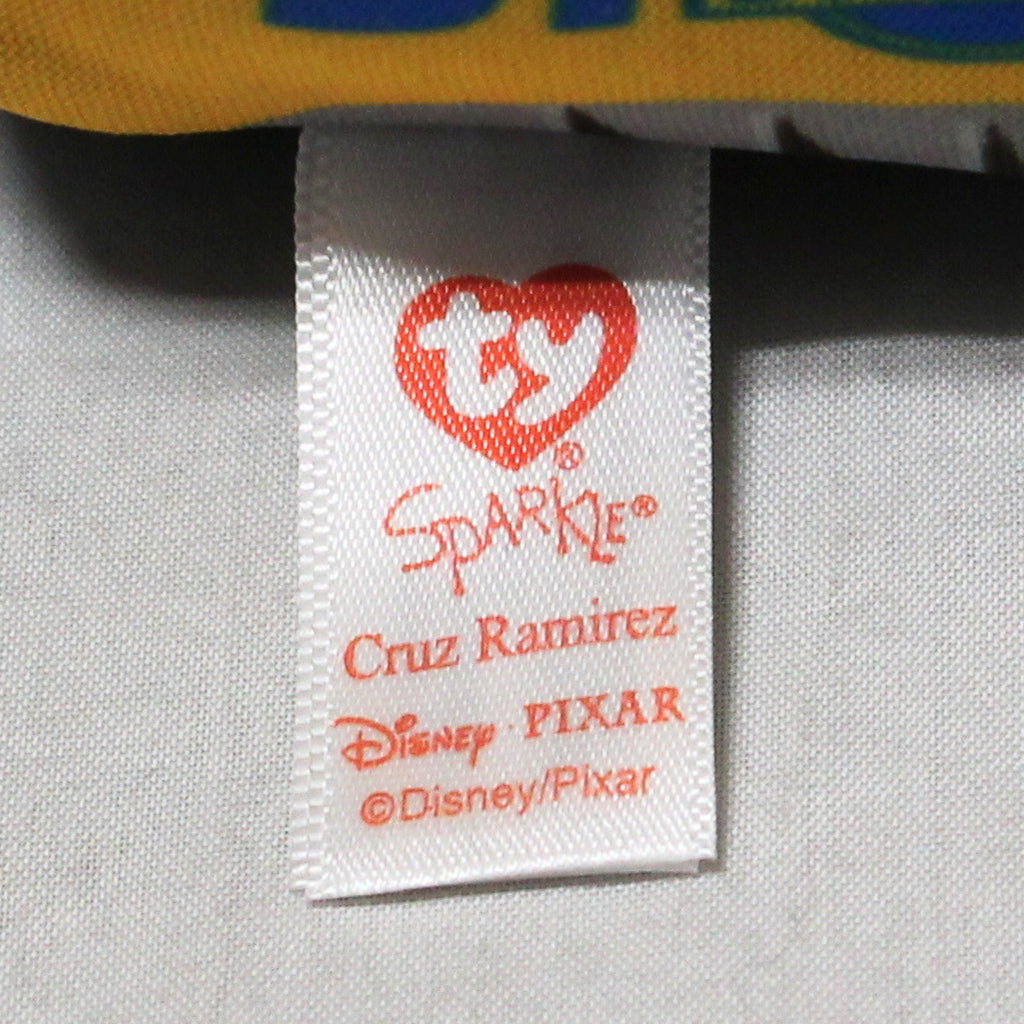 ty®
SPARKLE®
Cruz Ramirez
Disney · PIXAR
©Disney/Pixar